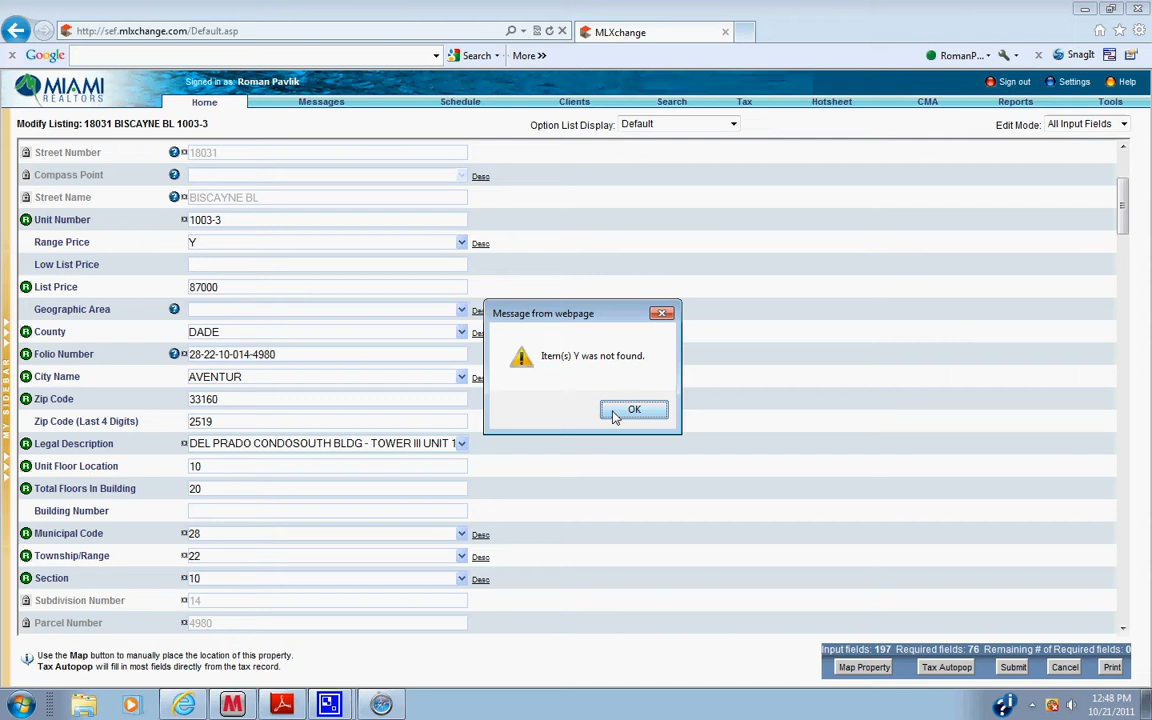 http://sef.mlxchange.com/Default.asp
MLXchange
Google
Search
More »
RomanP...
SnagIt
MIAMI
REALTORS
Signed in as: Roman Pavlik
Sign out
Settings
Help
Home
Messages
Schedule
Clients
Search
Tax
Hotsheet
CMA
Reports
Tools
Modify Listing: 18031 BISCAYNE BL 1003-3
Option List Display: Default
Edit Mode: All Input Fields
Street Number 18031
Compass Point Desc
Street Name BISCAYNE BL
Unit Number 1003-3
Range Price Y Desc
Low List Price
List Price 87000
Geographic Area
County DADE
Folio Number 28-22-10-014-4980
City Name AVENTUR
Zip Code 33160
Zip Code (Last 4 Digits) 2519
Legal Description DEL PRADO CONDOSOUTH BLDG - TOWER III UNIT 1
Unit Floor Location 10
Total Floors In Building 20
Building Number
Municipal Code 28 Desc
Township/Range 22 Desc
Section 10 Desc
Subdivision Number 14
Parcel Number 4980
Message from webpage
Item(s) Y was not found.
OK
MY SIDEBAR
Use the Map button to manually place the location of this property.
Tax Autopop will fill in most fields directly from the tax record.
Input fields: 197 Required fields: 76 Remaining # of Required fields: 0
Map Property
Tax Autopop
Submit
Cancel
Print
12:48 PM
10/21/2011